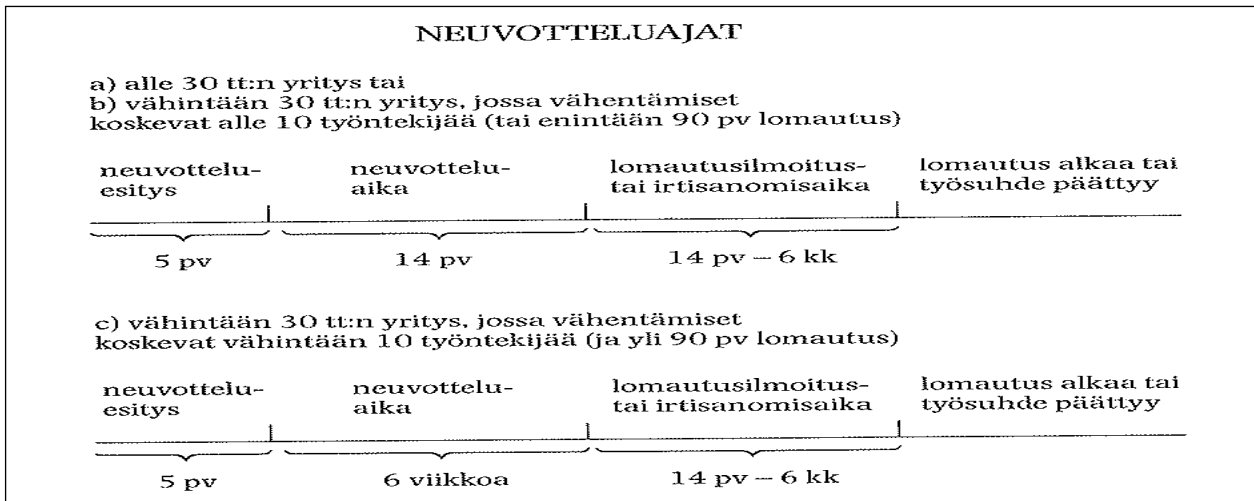 NEUVOTTELUAJAT
a) alle 30 tt:n yritys tai
b) vähintään 30 tt:n yritys, jossa vähentämiset
koskevat alle 10 työntekijää (tai enintään 90 pv lomautus)
neuvottelu-
esitys
neuvottelu-
aika
lomautusilmoitus-
tai irtisanomisaika
lomautus alkaa tai
työsuhde päättyy
5 pv
14 pv
14 pv – 6 kk
c) vähintään 30 tt:n yritys, jossa vähentämiset
koskevat vähintään 10 työntekijää (ja yli 90 pv lomautus)
neuvottelu-
esitys
neuvottelu-
aika
lomautusilmoitus-
tai irtisanomisaika
lomautus alkaa tai
työsuhde päättyy
5 pv
6 viikkoa
14 pv – 6 kk